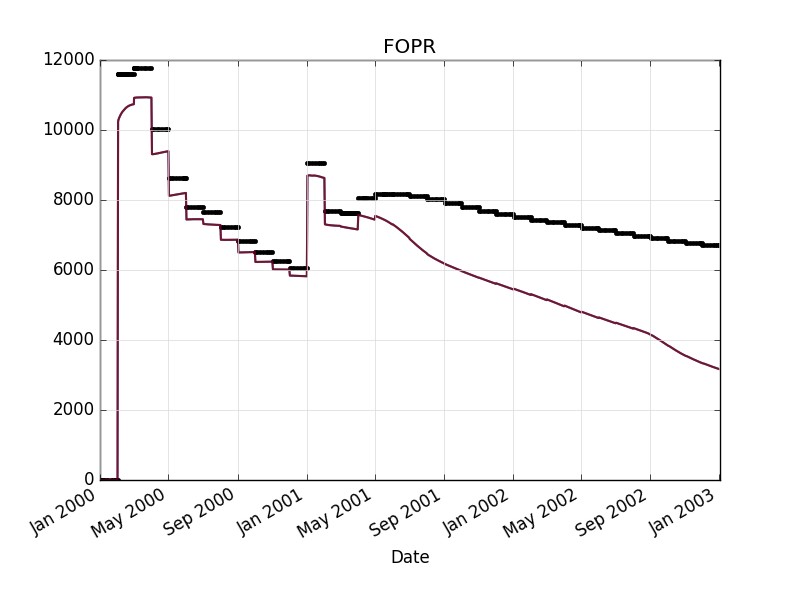 FOPR
12000
10000
8000
6000
4000
2000
0
Jan 2000
May 2000
Sep 2000
Jan 2001
May 2001
Sep 2001
Jan 2002
May 2002
Sep 2002
Jan 2003
Date